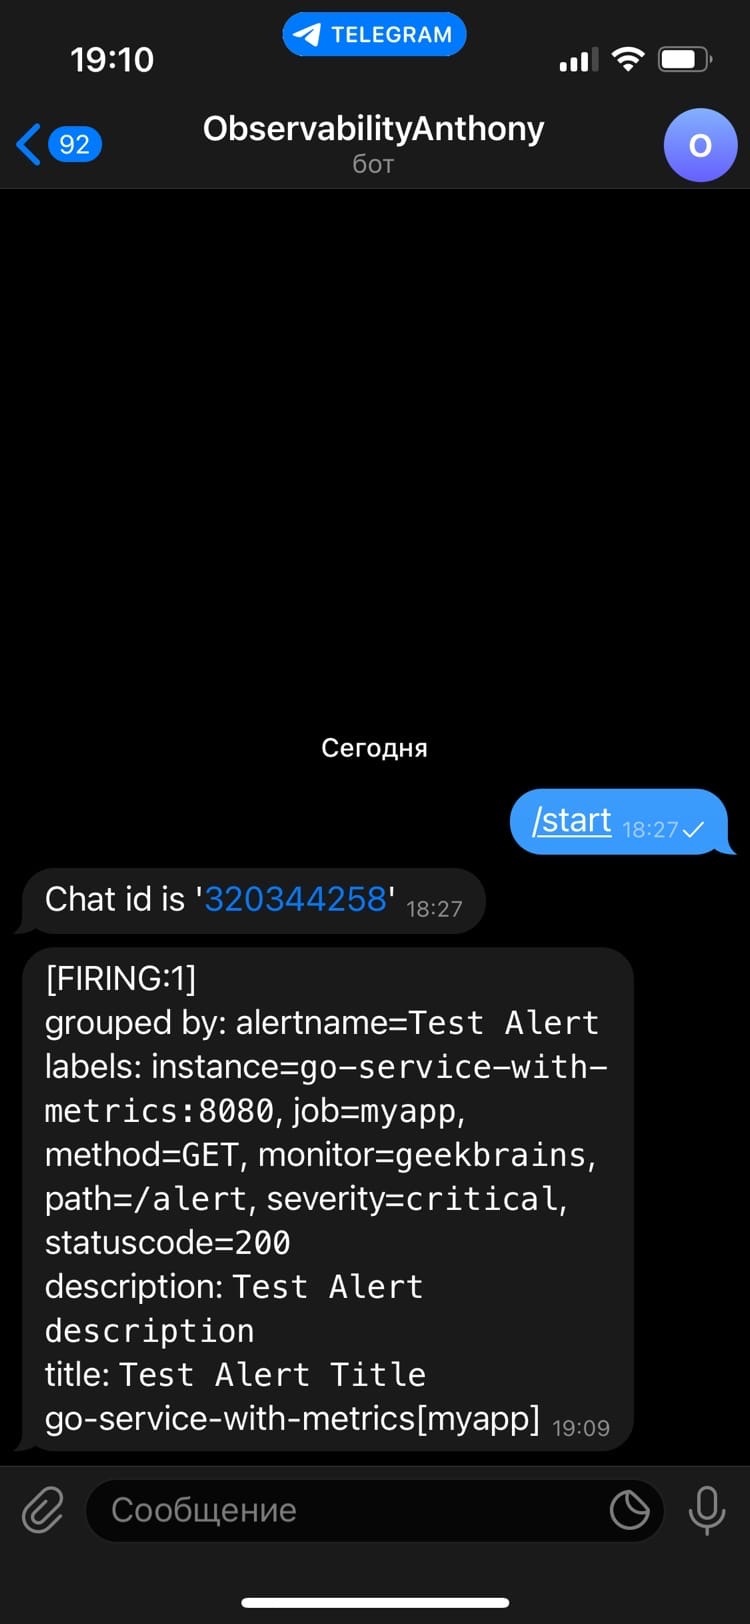 19:10
TELEGRAM
92
ObservabilityAnthony
бот
O
Сегодня
/start 18:27
Chat id is '320344258' 18:27
[FIRING:1]
grouped by: alertname=Test Alert
labels: instance=go-service-with-
metrics:8080, job=myapp,
method=GET, monitor=geekbrains,
path=/alert, severity=critical,
statuscode=200
description: Test Alert
description
title: Test Alert Title
go-service-with-metrics[myapp] 19:09
Сообщение